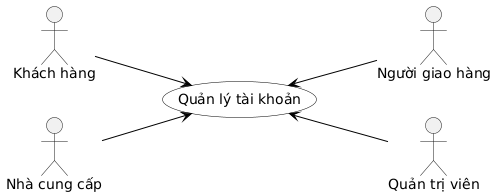 Khách hàng
Người giao hàng
Quản lý tài khoản
Nhà cung cấp
Quản trị viên